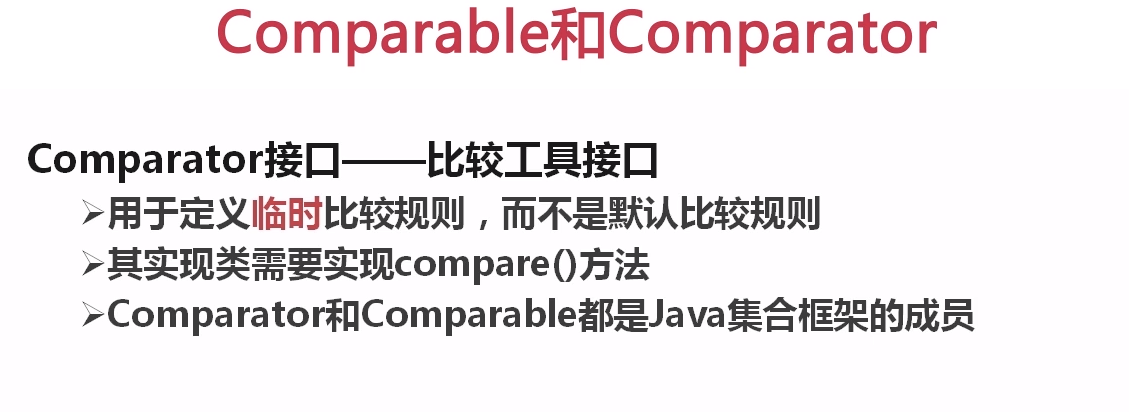 Comparable和Comparator
Comparator接口——比较工具接口
➢用于定义临时比较规则，而不是默认比较规则
➢其实现类需要实现compare()方法
➢Comparator和Comparable都是Java集合框架的成员